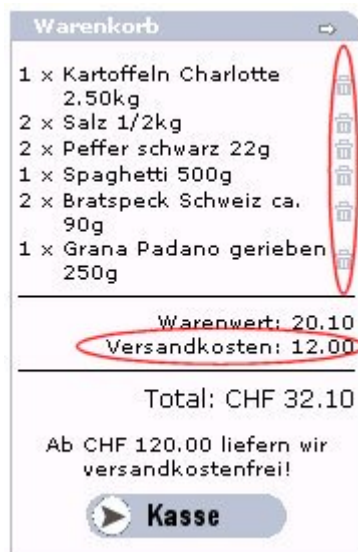 Warenkorb
1 x Kartoffeln Charlotte
2.50kg
2 x Salz 1/2kg
2 x Peffer schwarz 22g
1 x Spaghetti 500g
2 x Bratspeck Schweiz ca.
90g
1 x Grana Padano gerieben
250g
Warenwert: 20.10
Versandkosten: 12.00
Total: CHF 32.10
Ab CHF 120.00 liefern wir
versandkostenfrei!
Kasse